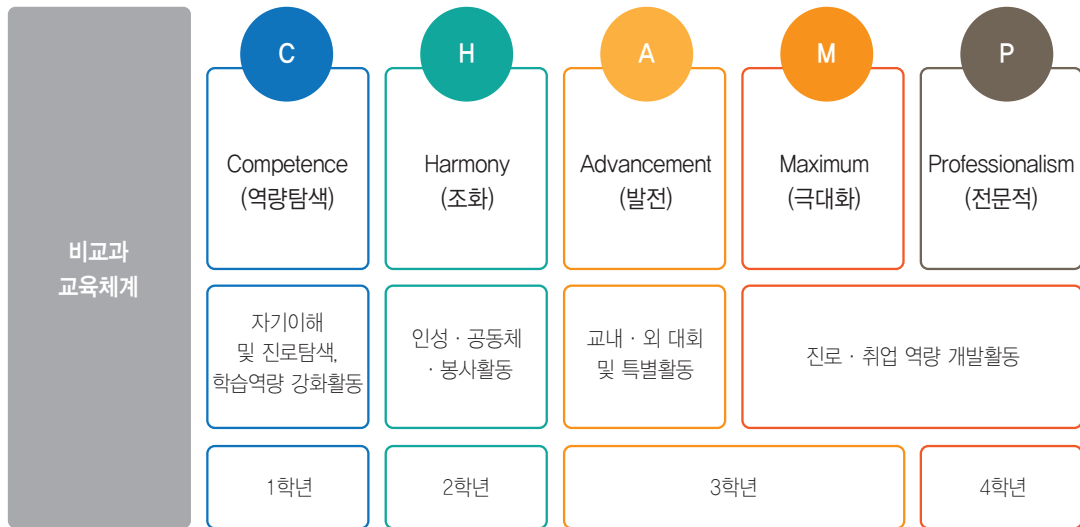 비교과
교육체계
C
H
A
M
P
Competence
(역량탐색)
Harmony
(조화)
Advancement
(발전)
Maximum
(극대화)
Professionalism
(전문적)
자기이해
및 진로탐색,
학습역량 강화활동
인성 · 공동체
· 봉사활동
교내 · 외 대회
및 특별활동
진로 · 취업 역량 개발활동
1학년
2학년
3학년
4학년